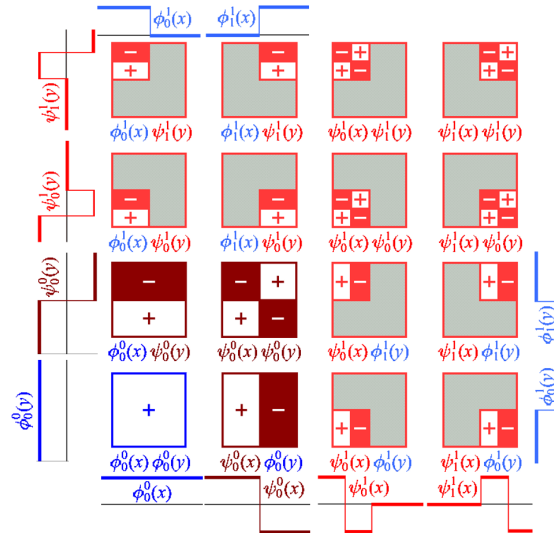 ϕ₀¹(x) ϕ₁¹(x)
ψ₁¹(y)
− − − + − +
+ + + − + −
ϕ₀¹(x) ψ₁¹(y) ϕ₁¹(x) ψ₁¹(y) ψ₀¹(x) ψ₁¹(y) ψ₁¹(x) ψ₁¹(y)
ψ₀¹(y)
− − − + − +
+ + + − + −
ϕ₀¹(x) ψ₀¹(y) ϕ₁¹(x) ψ₀¹(y) ψ₀¹(x) ψ₀¹(y) ψ₁¹(x) ψ₀¹(y)
ψ₀⁰(y)
− − + + − + −
+ + −
ϕ₁¹(y)
ϕ₀⁰(x) ψ₀⁰(y) ψ₀⁰(x) ψ₀⁰(y) ψ₀¹(x) ϕ₁¹(y) ψ₁¹(x) ϕ₁¹(y)
ϕ₀⁰(y)
ϕ₀¹(y)
+ + − + − + −
ϕ₀⁰(x) ϕ₀⁰(y) ψ₀⁰(x) ϕ₀⁰(y) ψ₀¹(x) ϕ₀¹(y) ψ₁¹(x) ϕ₀¹(y)
ϕ₀⁰(x) ψ₀⁰(x) ψ₀¹(x) ψ₁¹(x)